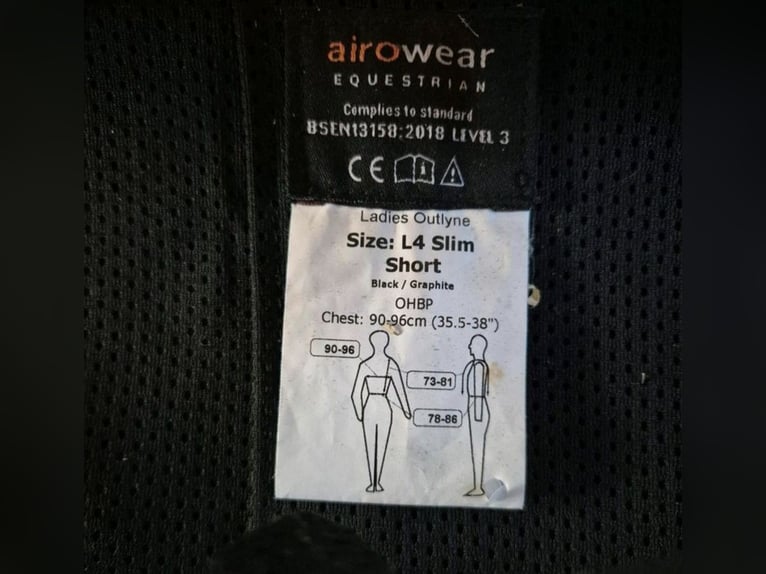 airowear
EQUESTRIAN
Complies to standard
BSEN13158:2018 LEVEL 3
CE
Ladies Outlyne
Size: L4 Slim
Short
Black / Graphite
OHBP
Chest: 90-96cm (35.5-38")
90-96
73-81
78-86